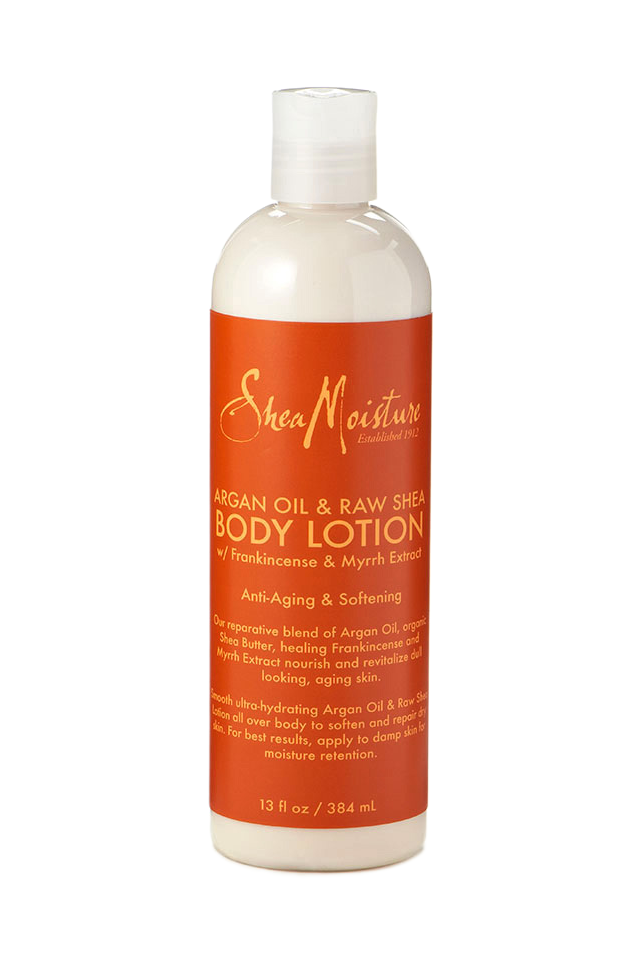 SheaMoisture
Established 1912
ARGAN OIL & RAW SHEA
BODY LOTION
w/ Frankincense & Myrrh Extract
Anti-Aging & Softening
Our reparative blend of Argan Oil, organic
Shea Butter, healing Frankincense and
Myrrh Extract nourish and revitalize dull
looking, aging skin.
Smooth ultra-hydrating Argan Oil & Raw Shea
Lotion all over body to soften and repair dry
skin. For best results, apply to damp skin for
moisture retention.
13 fl oz / 384 mL